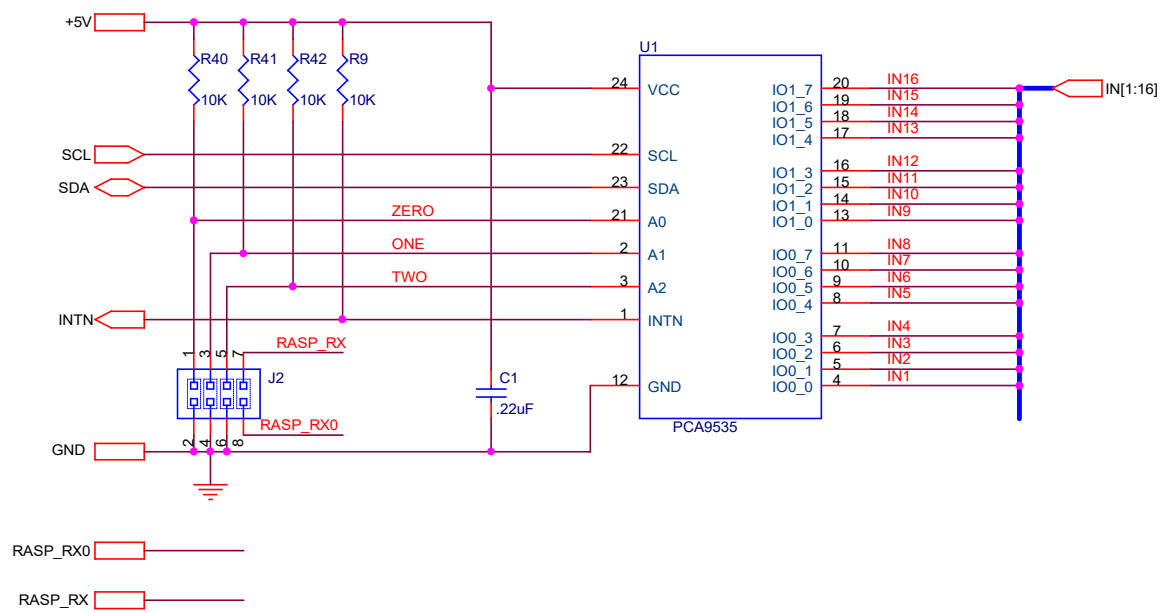 +5V
R40
R41
R42
R9
10K
10K
10K
10K
U1
24
VCC
SCL
22
SCL
SDA
23
SDA
ZERO
21
A0
ONE
2
A1
TWO
3
A2
INTN
1
INTN
12
GND
PCA9535
IO1_7
20
IN16
IO1_6
19
IN15
IO1_5
18
IN14
IO1_4
17
IN13
IO1_3
16
IN12
IO1_2
15
IN11
IO1_1
14
IN10
IO1_0
13
IN9
IO0_7
11
IN8
IO0_6
10
IN7
IO0_5
9
IN6
IO0_4
8
IN5
IO0_3
7
IN4
IO0_2
6
IN3
IO0_1
5
IN2
IO0_0
4
IN1
IN[1:16]
1
3
5
7
RASP_RX
J2
RASP_RX0
2
4
6
8
C1
.22uF
GND
RASP_RX0
RASP_RX